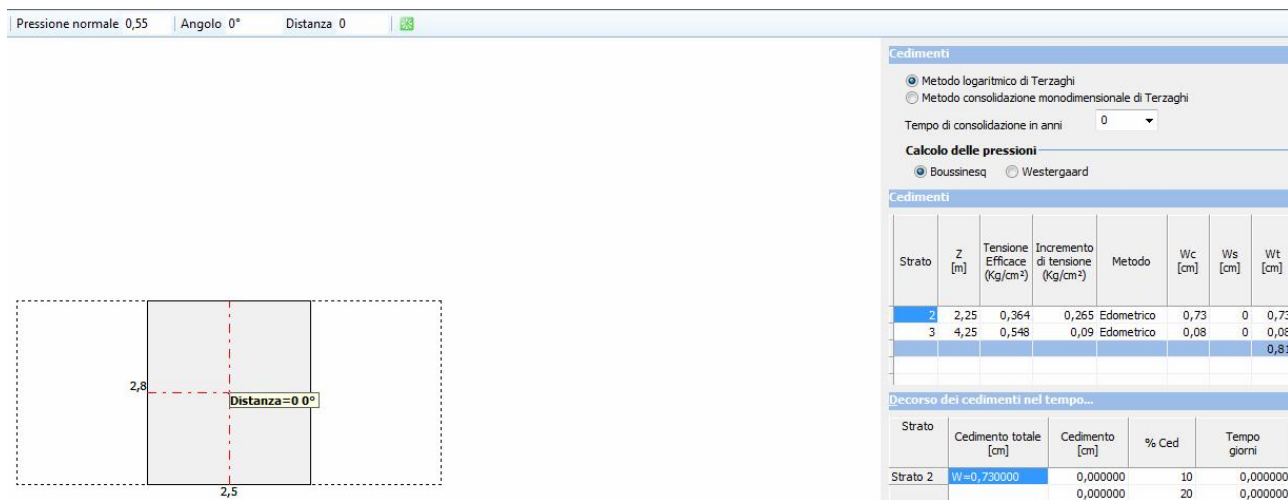 Pressione normale 0,55 Angolo 0° Distanza 0
Cedimenti
Metodo logaritmico di Terzaghi
Metodo consolidazione monodimensionale di Terzaghi
Tempo di consolidazione in anni 0
Calcolo delle pressioni
Boussinesq Westergaard
Cedimenti
Strato Z [m] Tensione Efficace (Kg/cm²) Incremento di tensione (Kg/cm²) Metodo Wc [cm] Ws [cm] Wt [cm]
2 2,25 0,364 0,265 Edometrico 0,73 0 0,73
3 4,25 0,548 0,09 Edometrico 0,08 0 0,08
0,81
2,8
Distanza=0 0°
2,5
Decorso dei cedimenti nel tempo...
Strato Cedimento totale [cm] Cedimento [cm] % Ced Tempo giorni
Strato 2 W=0,730000 0,000000 10 0,000000
0,000000 20 0,000000